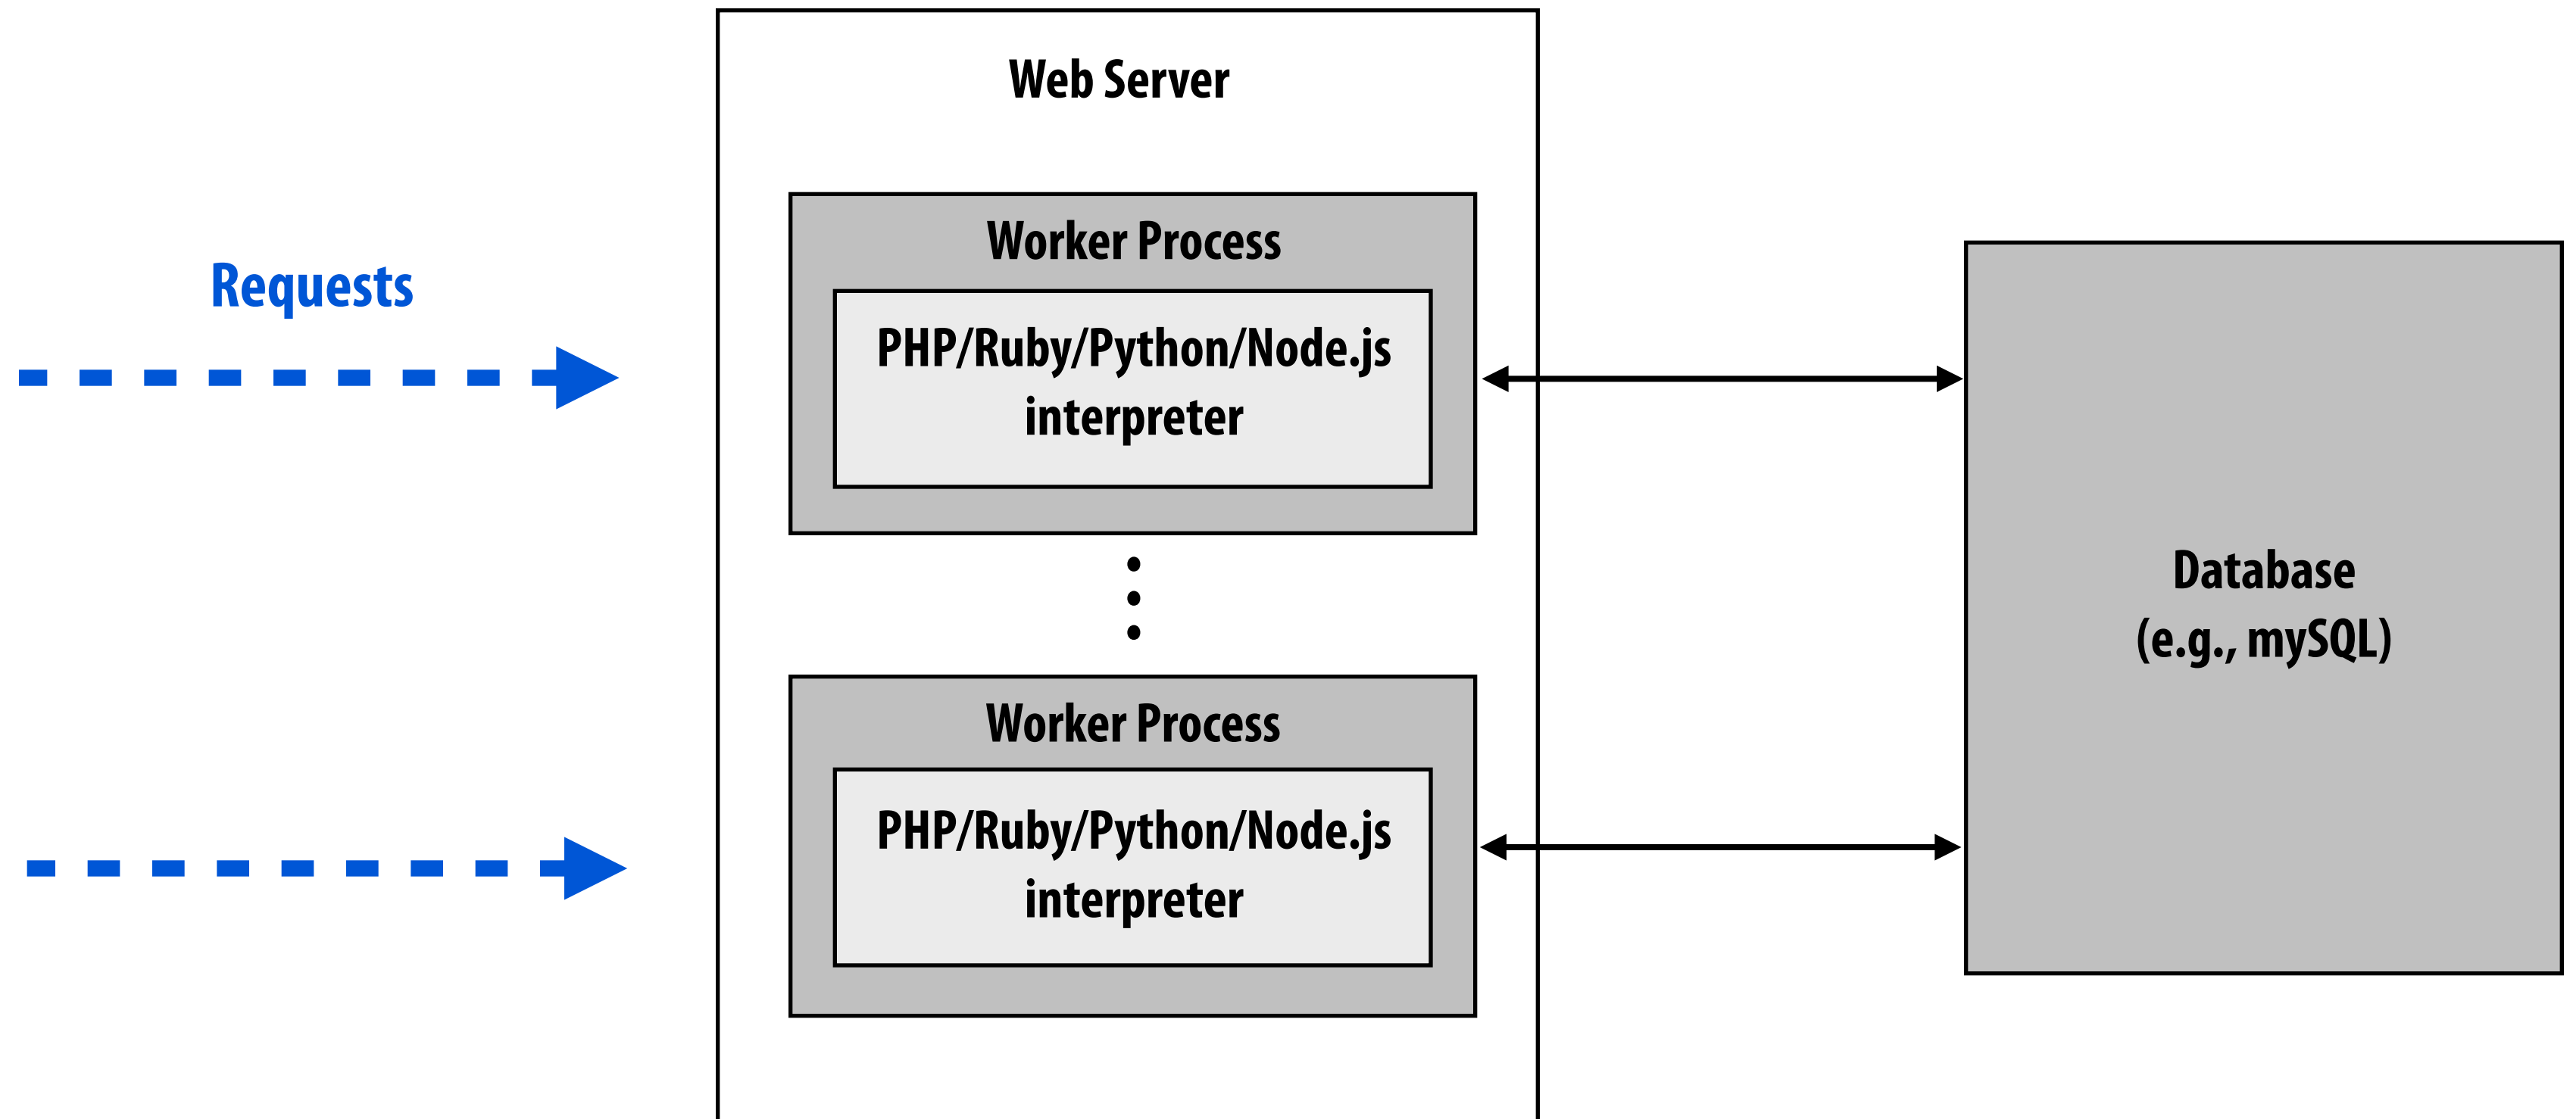 Web Server
Requests
Worker Process
PHP/Ruby/Python/Node.js
interpreter
Worker Process
PHP/Ruby/Python/Node.js
interpreter
Database
(e.g., mySQL)